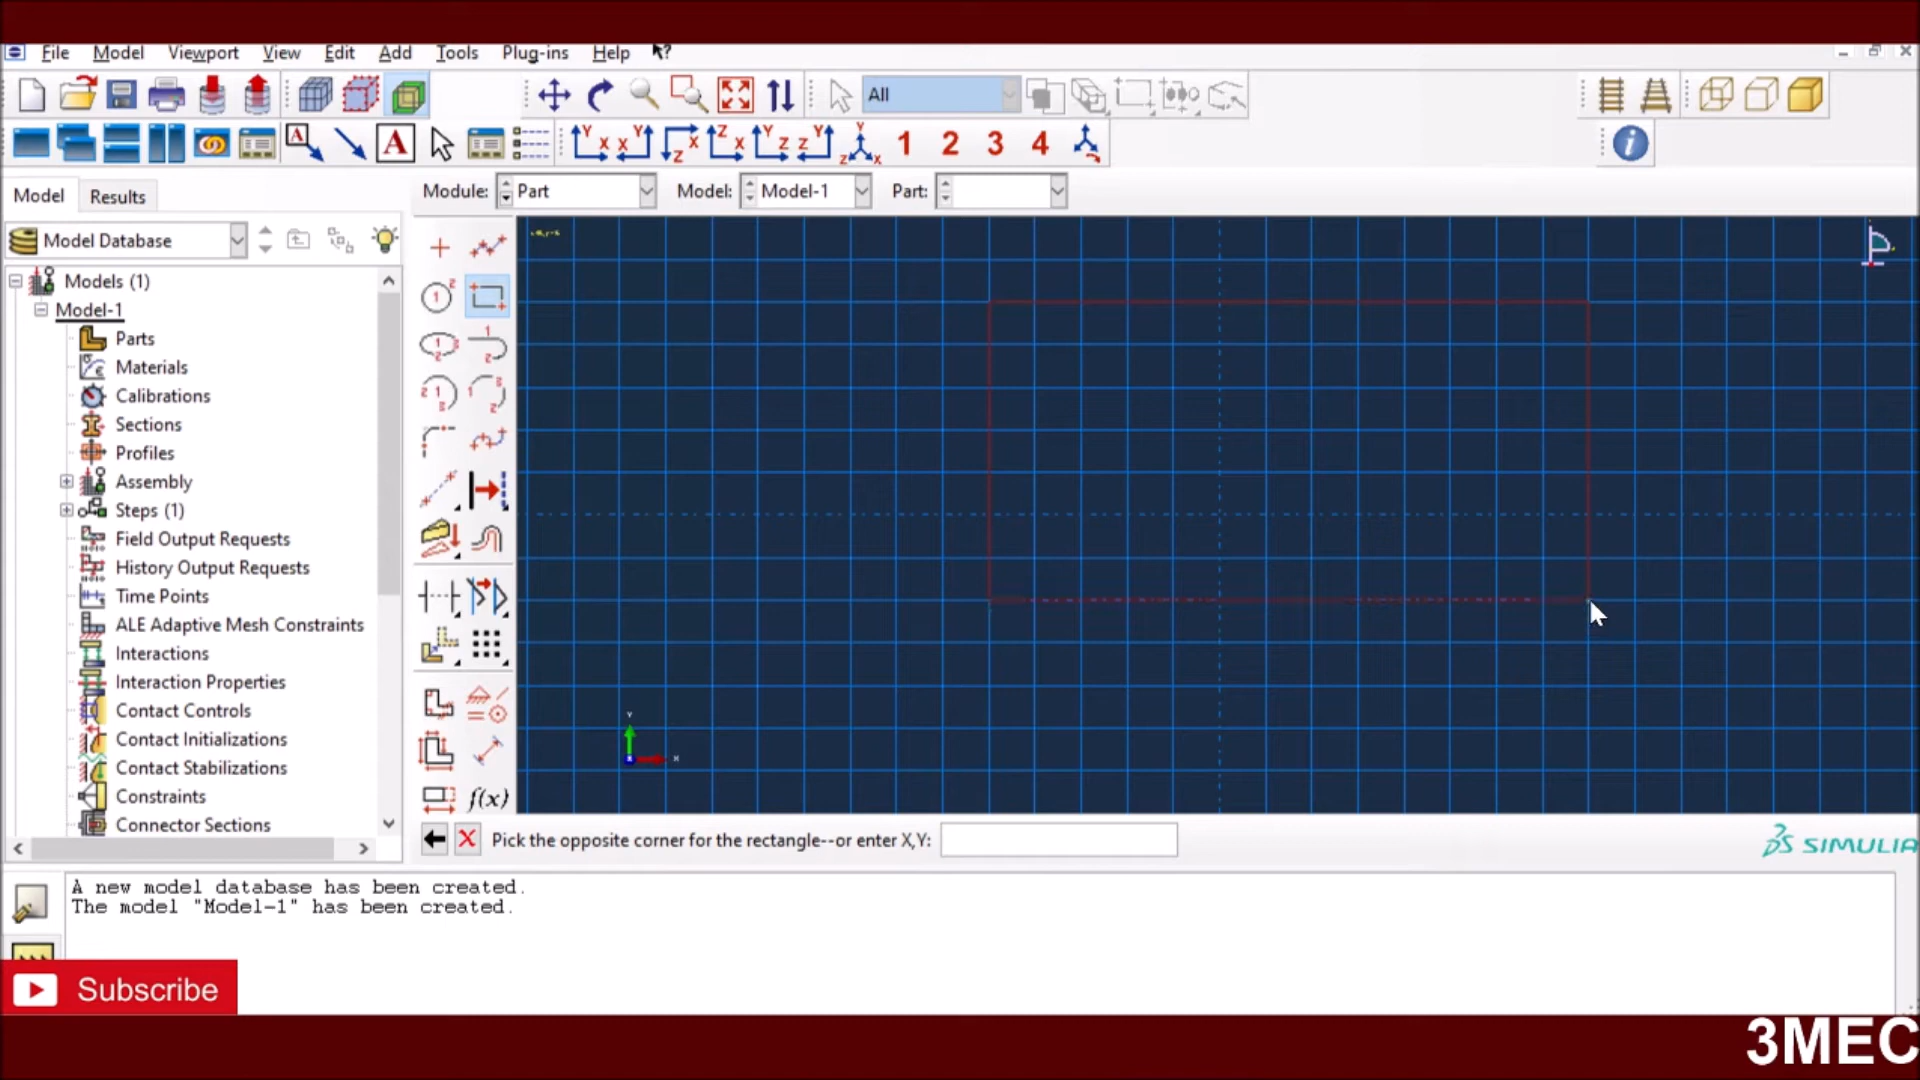 File Model Viewport View Edit Add Tools Plug-ins Help
All
A A 1 2 3 4
Model Results Module: Part Model: Model-1 Part:
Model Database
Models (1)
Model-1
Parts
Materials
Calibrations
Sections
Profiles
Assembly
Steps (1)
Field Output Requests
History Output Requests
Time Points
ALE Adaptive Mesh Constraints
Interactions
Interaction Properties
Contact Controls
Contact Initializations
Contact Stabilizations
Constraints
Connector Sections
f(x)
Y
X
Pick the opposite corner for the rectangle--or enter X,Y:
SIMULIA
A new model database has been created.
The model "Model-1" has been created.
Subscribe
3MEC